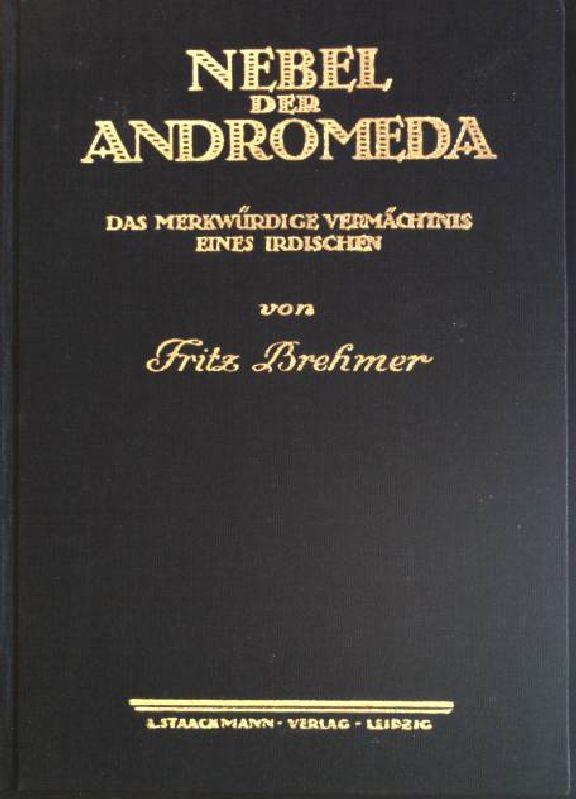 NEBEL
DER
ANDROMEDA
DAS MERKWÜRDIGE VERMÄCHTNIS
EINES IRDISCHEN
von
Fritz Brehmer
L. STAACKMANN - VERLAG - LEIPZIG